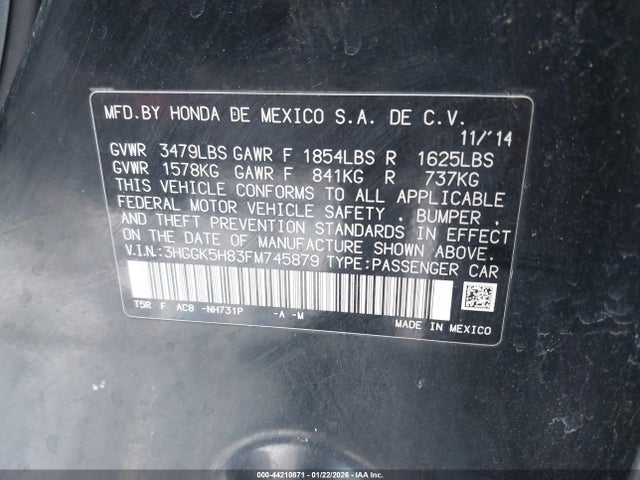 MFD.BY HONDA DE MEXICO S.A. DE C.V.
11/'14
GVWR 3479LBS GAWR F 1854LBS R 1625LBS
GVWR 1578KG GAWR F 841KG R 737KG
THIS VEHICLE CONFORMS TO ALL APPLICABLE
FEDERAL MOTOR VEHICLE SAFETY , BUMPER ,
AND THEFT PREVENTION STANDARDS IN EFFECT
ON THE DATE OF MANUFACTURE SHOWN ABOVE.
V.I.N.:3HGGK5H83FM745879 TYPE:PASSENGER CAR
T5R F AC8 -NH731P -A -M
MADE IN MEXICO
000-44210871 - 01/22/2026 - IAA Inc.